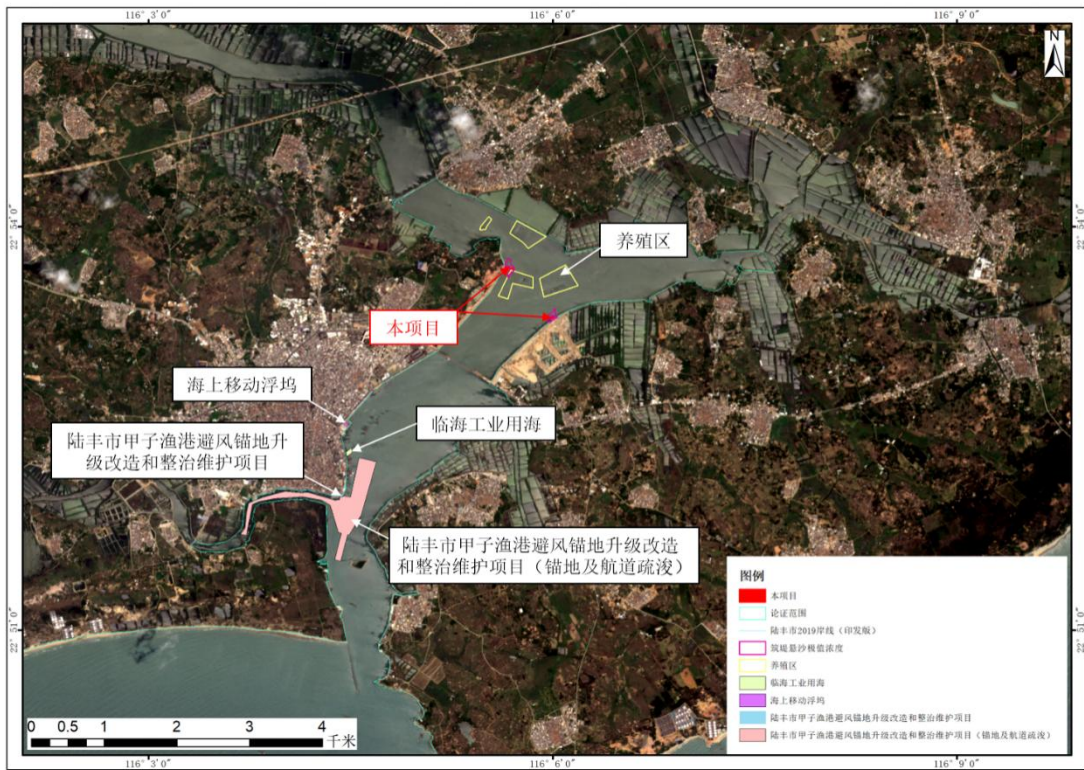 116° 3′0″
116° 6′0″
116° 9′0″
N
22° 54′0″
22° 54′0″
养殖区
本项目
海上移动浮坞
临海工业用海
陆丰市甲子渔港避风锚地升
级改造和整治维护项目
陆丰市甲子渔港避风锚地升级改造
和整治维护项目（锚地及航道疏浚）
22° 51′0″
22° 51′0″
图例
本项目
论证范围
陆丰市2019岸线（印发版）
筑堤悬沙极值浓度
养殖区
临海工业用海
海上移动浮坞
陆丰市甲子渔港避风锚地升级改造和整治维护项目
陆丰市甲子渔港避风锚地升级改造和整治维护项目（锚地及航道疏浚）
0 0.5 1 2 3 4
千米
116° 3′0″
116° 6′0″
116° 9′0″